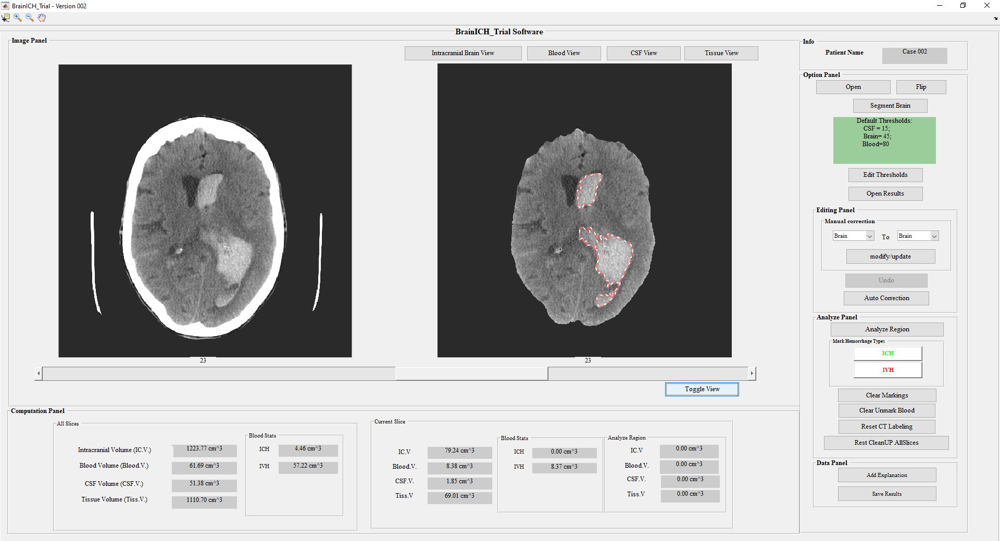 BrainICH_Trial - Version 002
BrainICH_Trial Software
Image Panel
Intracranial Brain View
Blood View
CSF View
Tissue View
23
23
Toggle View
Info
Patient Name
Case 002
Option Panel
Open
Flip
Segment Brain
Default Thresholds:
CSF = 15;
Brain= 45;
Blood=80
Edit Thresholds
Open Results
Editing Panel
Manual correction
Brain
To
Brain
modify/update
Undo
Auto Correction
Analyze Panel
Analyze Region
Mark Hemorrhage Types
ICH
IVH
Clear Markings
Clear Unmark Blood
Reset CT Labeling
Rest CleanUP AllSlices
Data Panel
Add Explanation
Save Results
Computation Panel
All Slices
Intracranial Volume (IC.V.)
1223.77 cm^3
Blood Volume (Blood.V.)
61.69 cm^3
CSF Volume (CSF.V.)
51.38 cm^3
Tissue Volume (Tiss.V.)
1110.70 cm^3
Blood Stats
ICH
4.46 cm^3
IVH
57.22 cm^3
Current Slice
IC.V
79.24 cm^3
Blood.V.
8.38 cm^3
CSF.V.
1.85 cm^3
Tiss.V
69.01 cm^3
Blood Stats
ICH
0.00 cm^3
IVH
8.37 cm^3
Analyze Region
IC.V
0.00 cm^3
Blood.V.
0.00 cm^3
CSF.V.
0.00 cm^3
Tiss.V
0.00 cm^3